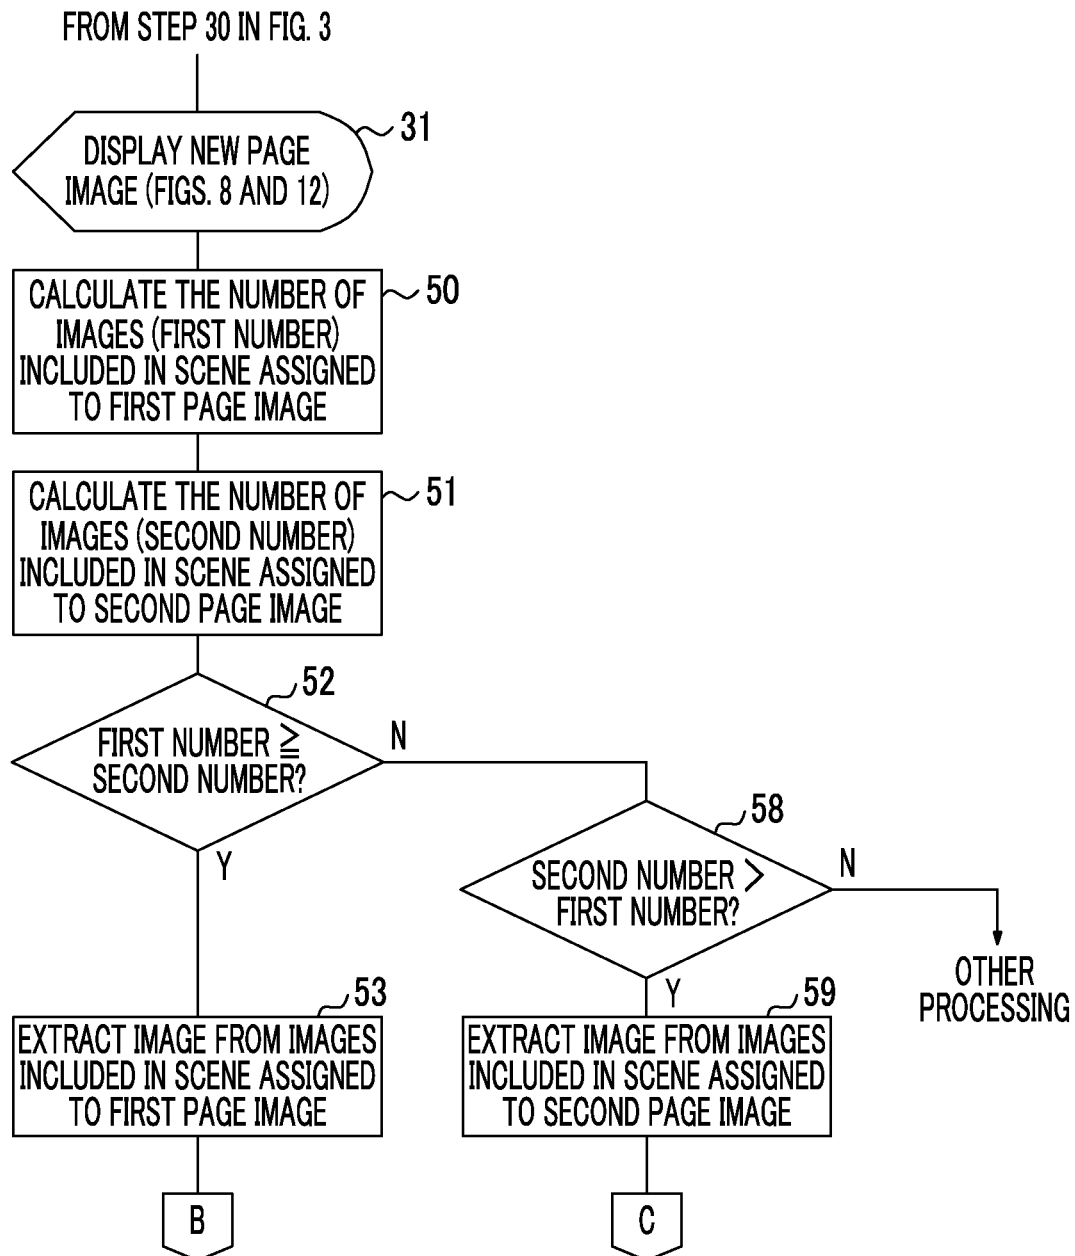 FROM STEP 30 IN FIG. 3
31
DISPLAY NEW PAGE
IMAGE (FIGS. 8 AND 12)
50
CALCULATE THE NUMBER OF
IMAGES (FIRST NUMBER)
INCLUDED IN SCENE ASSIGNED
TO FIRST PAGE IMAGE
51
CALCULATE THE NUMBER OF
IMAGES (SECOND NUMBER)
INCLUDED IN SCENE ASSIGNED
TO SECOND PAGE IMAGE
52
FIRST NUMBER ≧
SECOND NUMBER?
N
Y
58
SECOND NUMBER >
FIRST NUMBER?
N
Y
OTHER
PROCESSING
53
EXTRACT IMAGE FROM IMAGES
INCLUDED IN SCENE ASSIGNED
TO FIRST PAGE IMAGE
59
EXTRACT IMAGE FROM IMAGES
INCLUDED IN SCENE ASSIGNED
TO SECOND PAGE IMAGE
B
C